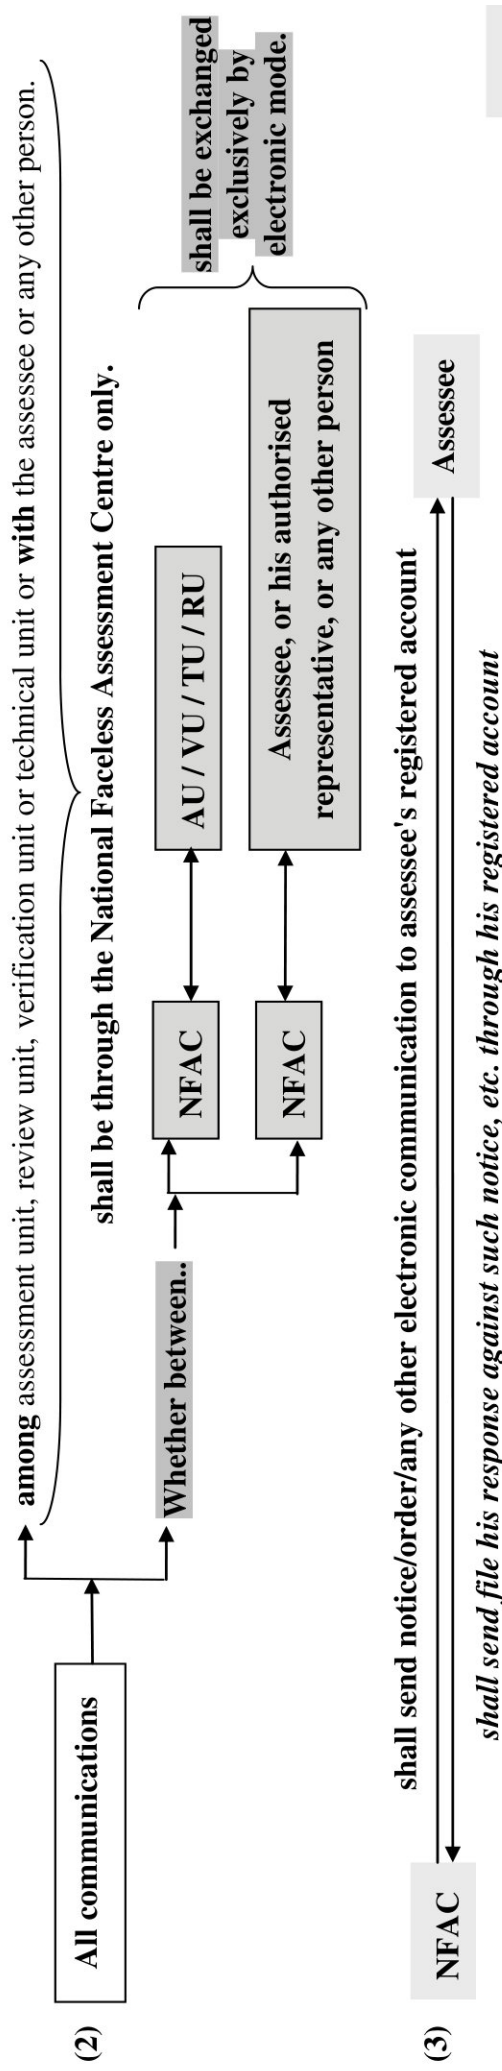 among assessment unit, review unit, verification unit or technical unit or with the assessee or any other person.
(2)
All communications
shall be through the National Faceless Assessment Centre only.
Whether between..
NFAC
AU / VU / TU / RU
NFAC
Assessee, or his authorised
representative, or any other person
shall be exchanged
exclusively by
electronic mode.
(3)
NFAC
shall send notice/order/any other electronic communication to assessee's registered account
Assessee
shall send file his response against such notice, etc. through his registered account